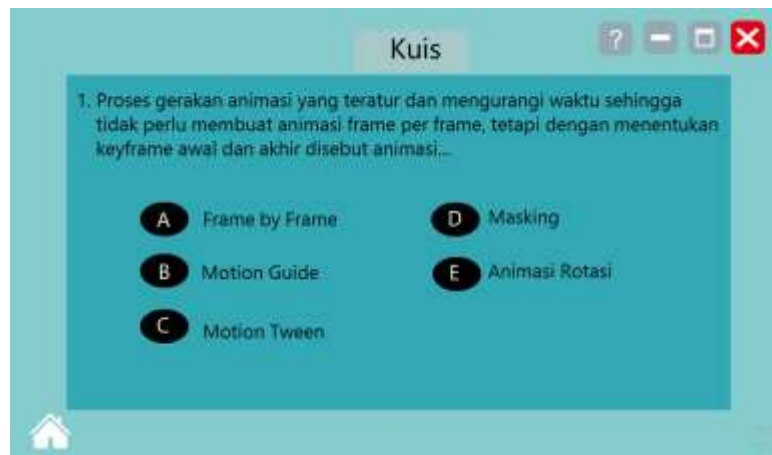 Kuis
?
1. Proses gerakan animasi yang teratur dan mengurangi waktu sehingga
tidak perlu membuat animasi frame per frame, tetapi dengan menentukan
keyframe awal dan akhir disebut animasi...
A Frame by Frame
B Motion Guide
C Motion Tween
D Masking
E Animasi Rotasi